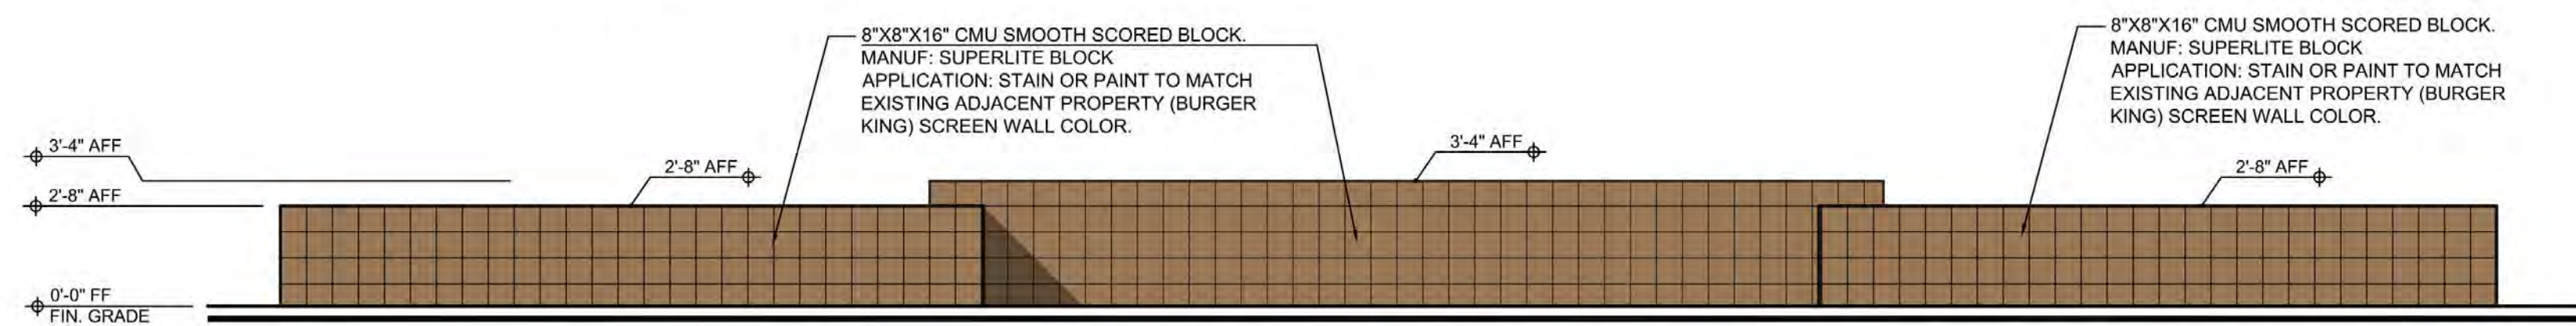 8"X8"X16" CMU SMOOTH SCORED BLOCK.
MANUF: SUPERLITE BLOCK
APPLICATION: STAIN OR PAINT TO MATCH
EXISTING ADJACENT PROPERTY (BURGER
KING) SCREEN WALL COLOR.
8"X8"X16" CMU SMOOTH SCORED BLOCK.
MANUF: SUPERLITE BLOCK
APPLICATION: STAIN OR PAINT TO MATCH
EXISTING ADJACENT PROPERTY (BURGER
KING) SCREEN WALL COLOR.
3'-4" AFF
2'-8" AFF
3'-4" AFF
2'-8" AFF
2'-8" AFF
0'-0" FF
FIN. GRADE